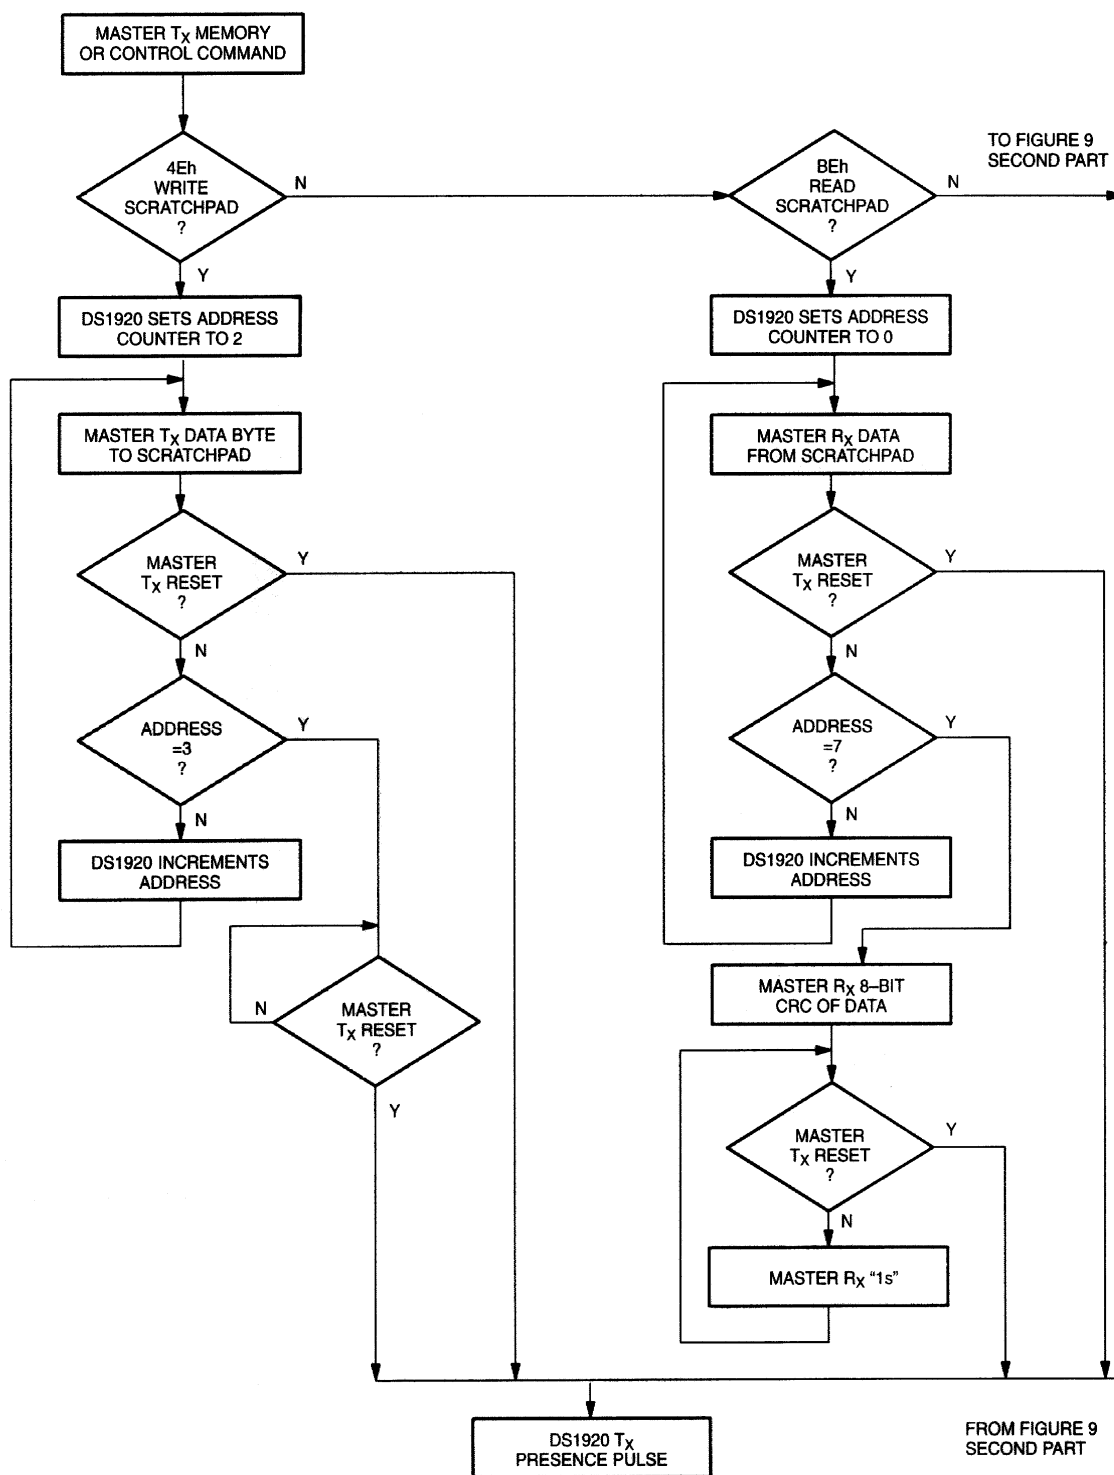 MASTER TX MEMORY
OR CONTROL COMMAND
4Eh
WRITE
SCRATCHPAD
?
N
Y
BEh
READ
SCRATCHPAD
?
N
Y
TO FIGURE 9
SECOND PART
DS1920 SETS ADDRESS
COUNTER TO 2
DS1920 SETS ADDRESS
COUNTER TO 0
MASTER TX DATA BYTE
TO SCRATCHPAD
MASTER RX DATA
FROM SCRATCHPAD
MASTER
TX RESET
?
Y
N
MASTER
TX RESET
?
Y
N
ADDRESS
=3
?
Y
N
ADDRESS
=7
?
Y
N
DS1920 INCREMENTS
ADDRESS
DS1920 INCREMENTS
ADDRESS
MASTER
TX RESET
?
N
Y
MASTER RX 8–BIT
CRC OF DATA
MASTER
TX RESET
?
Y
N
MASTER RX “1s”
DS1920 TX
PRESENCE PULSE
FROM FIGURE 9
SECOND PART